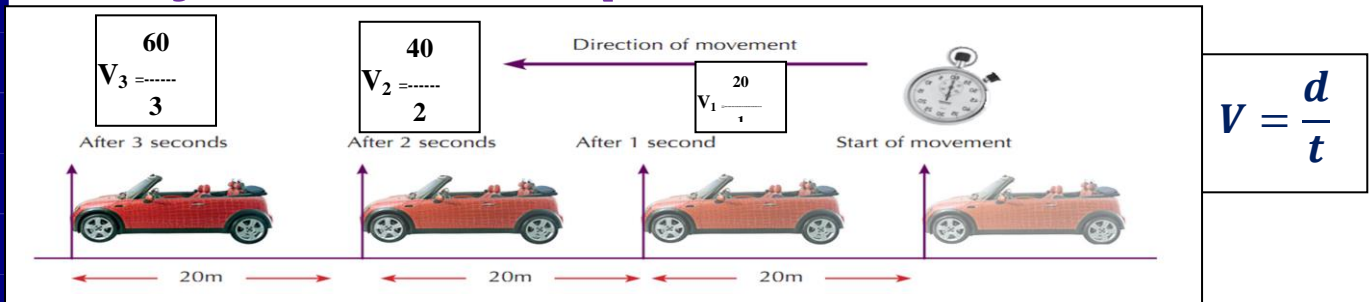 60
V3 =------
3
40
V2 =------
2
Direction of movement
20
V1
1
V = d
t
After 3 seconds
After 2 seconds
After 1 second
Start of movement
20m
20m
20m